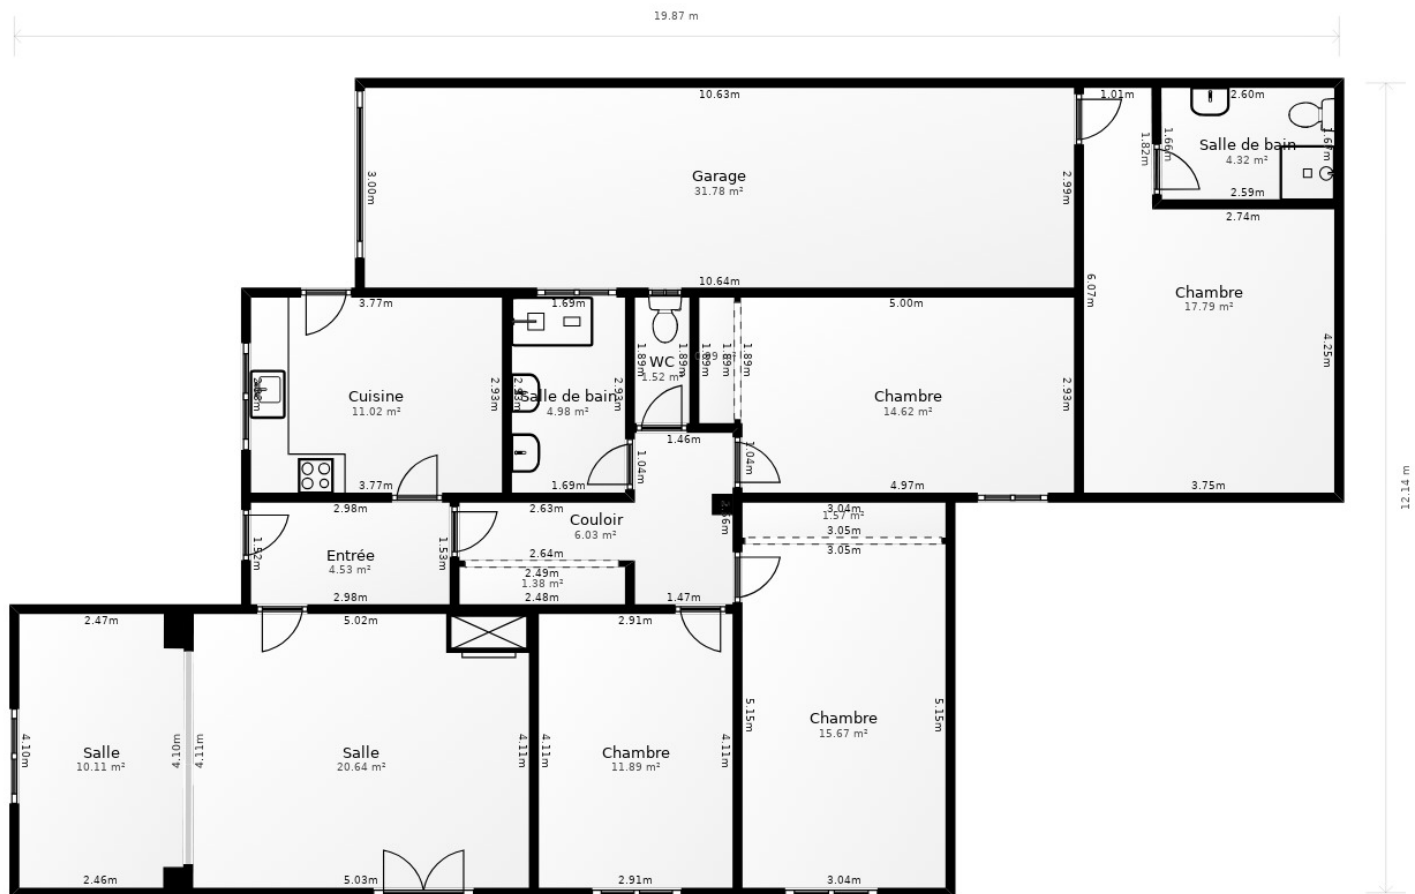 19.87 m
10.63m
1.01m
2.60m
1.66m
1.82m
Salle de bain
4.32 m²
2.59m
2.74m
3.00m
Garage
31.78 m²
2.99m
10.64m
6.07m
Chambre
17.79 m²
4.25m
3.75m
12.14 m
3.77m
1.69m
5.00m
Cuisine
11.02 m²
2.93m
3.77m
Salle de bain
4.98 m²
2.93m
1.69m
1.89m
WC
1.52 m²
1.89m
1.89m
1.89m
1.89m
1.46m
1.04m
1.04m
Chambre
14.62 m²
2.93m
4.97m
2.98m
1.52m
Entrée
4.53 m²
1.53m
2.98m
2.63m
Couloir
6.03 m²
2.64m
2.49m
1.38 m²
2.48m
1.47m
3.04m
1.57 m²
3.05m
3.05m
2.47m
4.10m
Salle
10.11 m²
4.10m
2.46m
5.02m
4.11m
Salle
20.64 m²
4.11m
5.03m
2.91m
4.11m
Chambre
11.89 m²
4.11m
2.91m
5.15m
Chambre
15.67 m²
5.15m
3.04m